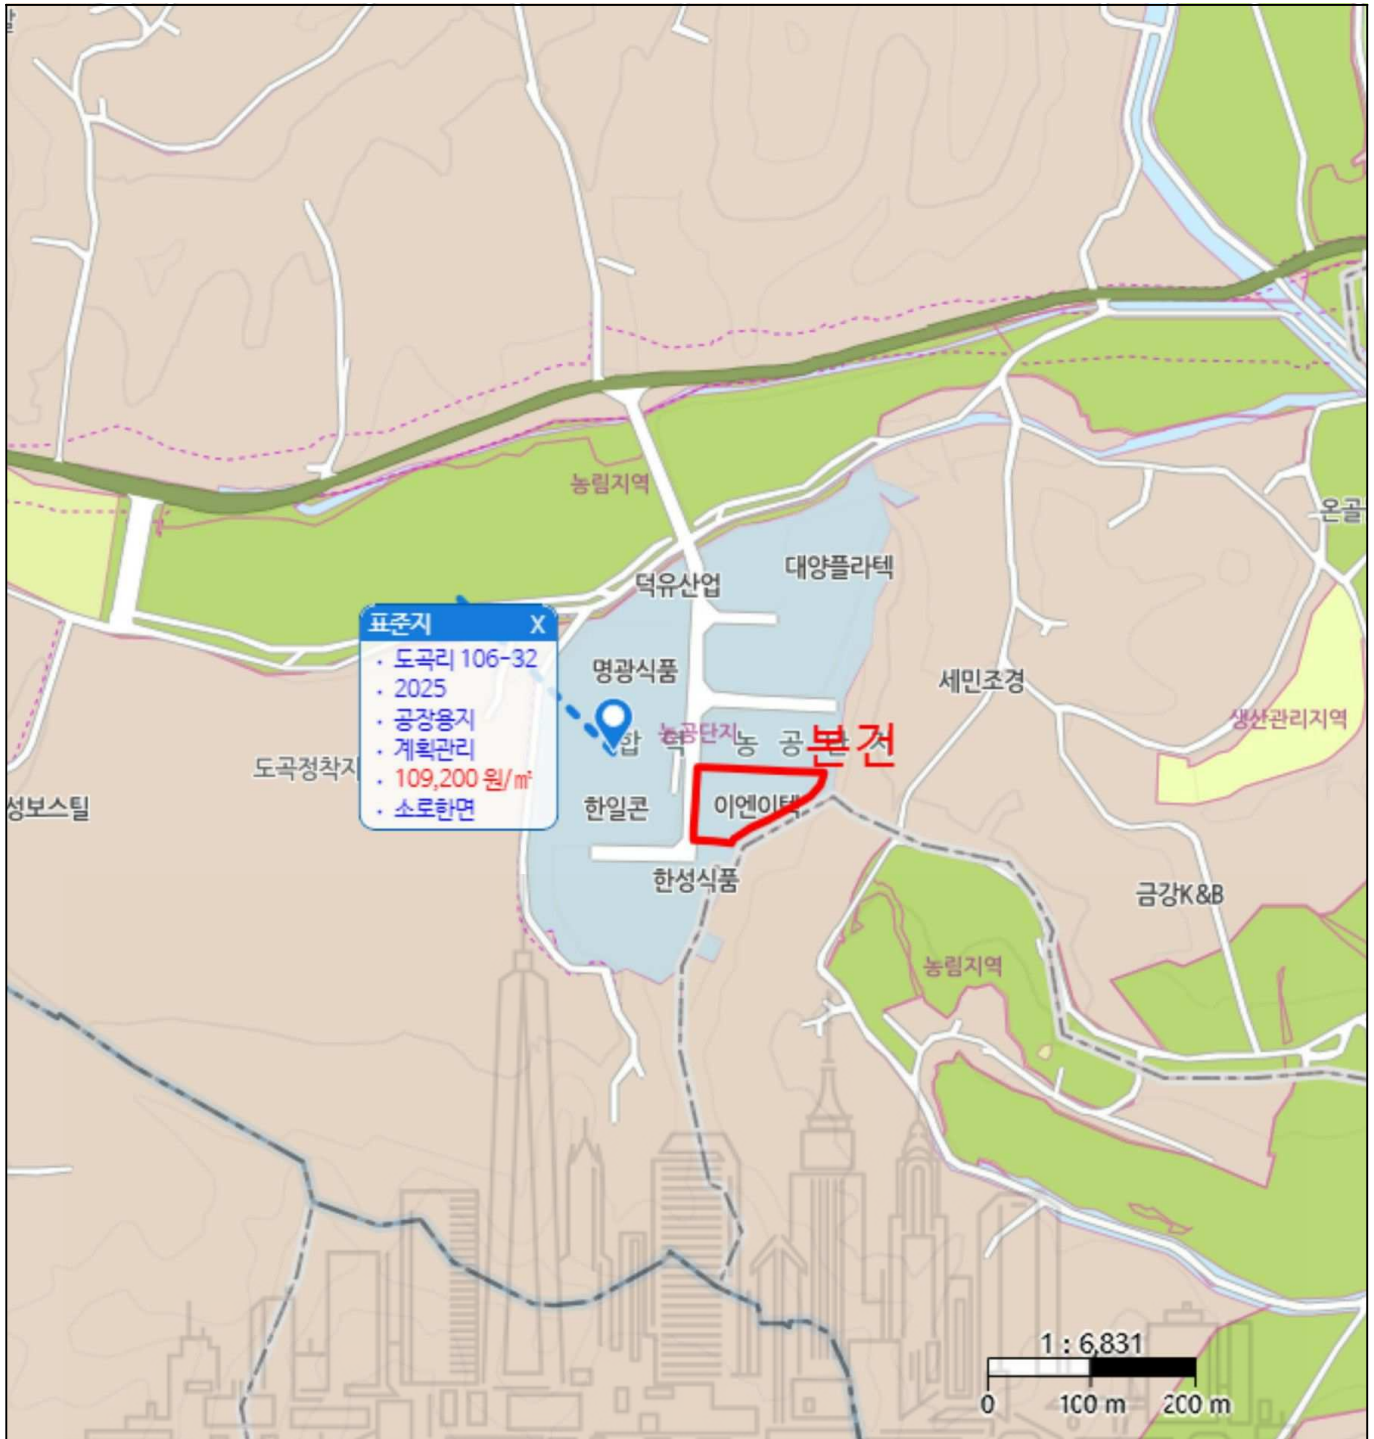 농림지역
온골
대양플라텍
덕유산업
표준지 X
· 도곡리 106-32
· 2025
· 공장용지
· 계획관리
· 109,200 원/㎡
· 소로한면
명광식품
세민조경
생산관리지역
농공단지
농공
본건
도곡정착지
성보스틸
한일콘
이엔이텍
한성식품
금강K&B
농림지역
1 : 6,831
0 100 m 200 m